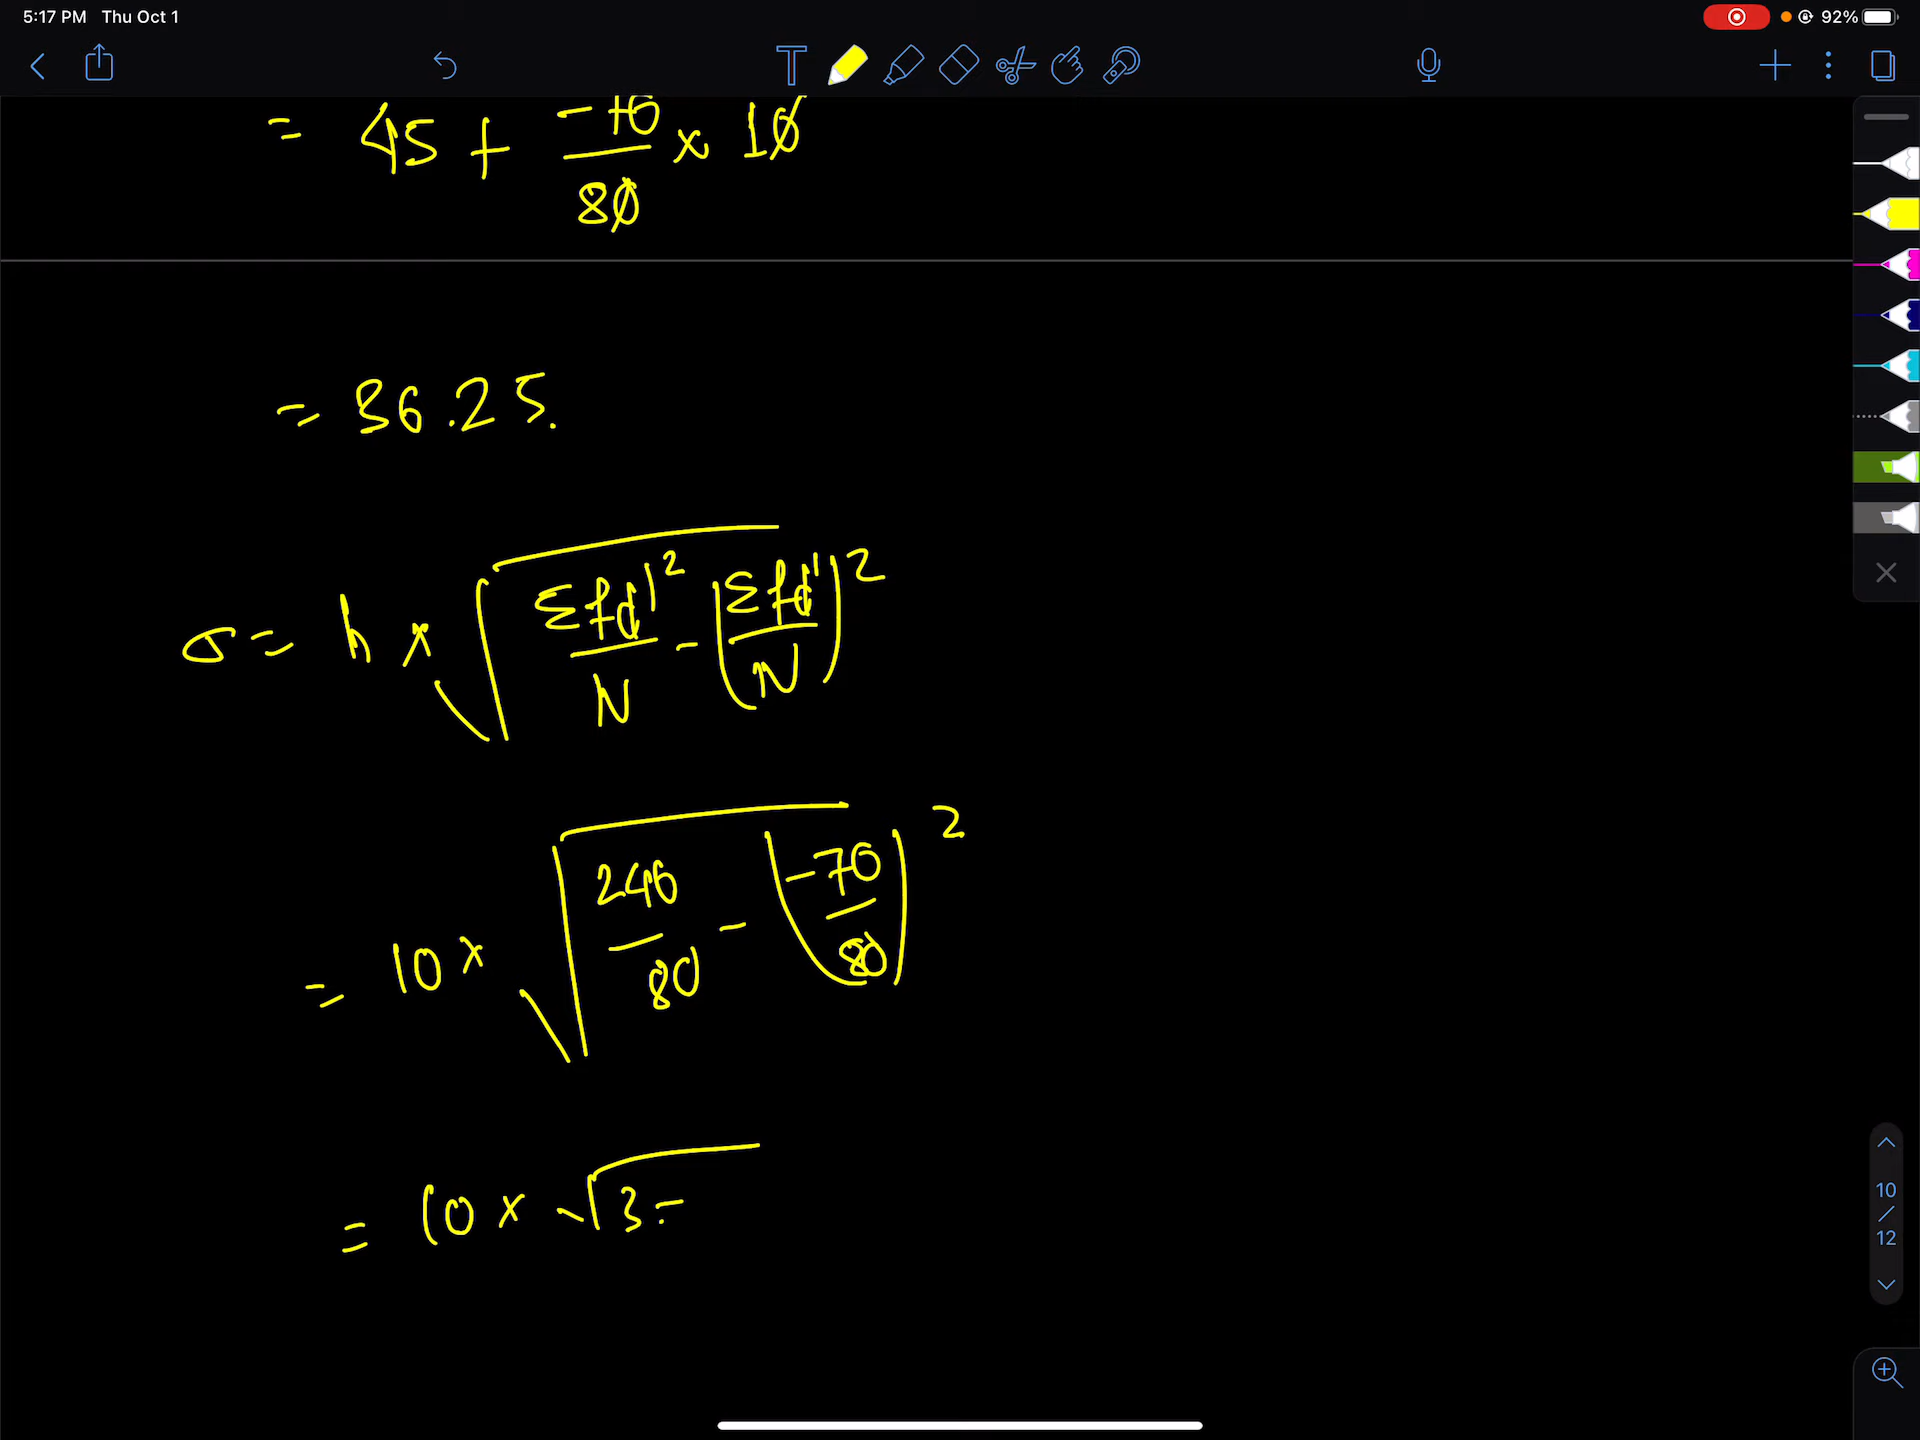 5:17 PM Thu Oct 1
92%
T
= 45 + -70/80 x 10
= 36.25.
σ = h x √(Σfd'²/N - (Σfd'/N)²)
= 10 x √(240/80 - (-70/80)²)
= 10 x √3 -
10
/
12